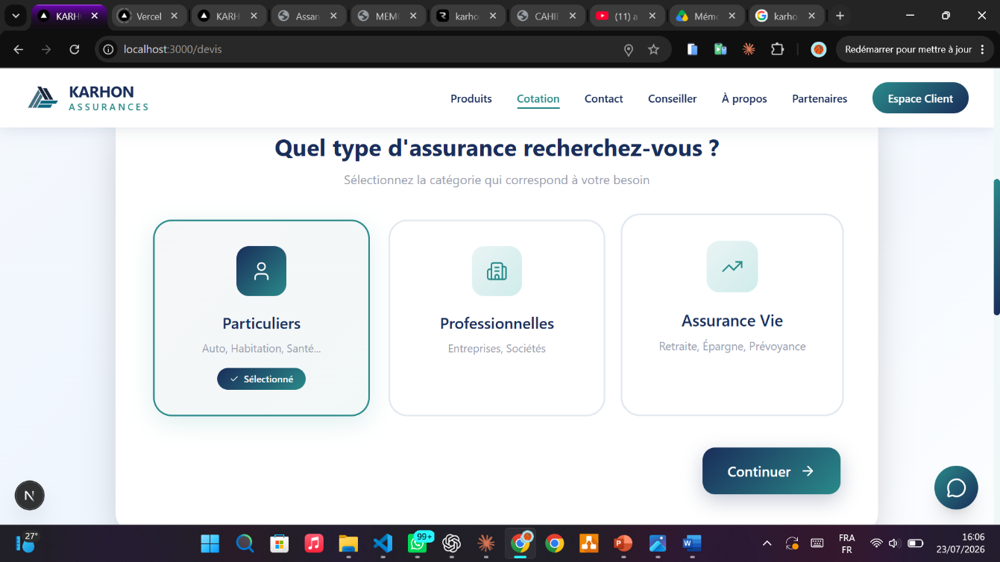 KARH
Vercel
KARH
Assan
MEMO
karho
CAHI
(11) a
Mémo
karho
localhost:3000/devis
Redémarrer pour mettre à jour
KARHON
ASSURANCES
Produits
Cotation
Contact
Conseiller
À propos
Partenaires
Espace Client
Quel type d'assurance recherchez-vous ?
Sélectionnez la catégorie qui correspond à votre besoin
Particuliers
Auto, Habitation, Santé...
Sélectionné
Professionnelles
Entreprises, Sociétés
Assurance Vie
Retraite, Épargne, Prévoyance
Continuer
N
27°
99+
FRA
FR
16:06
23/07/2026